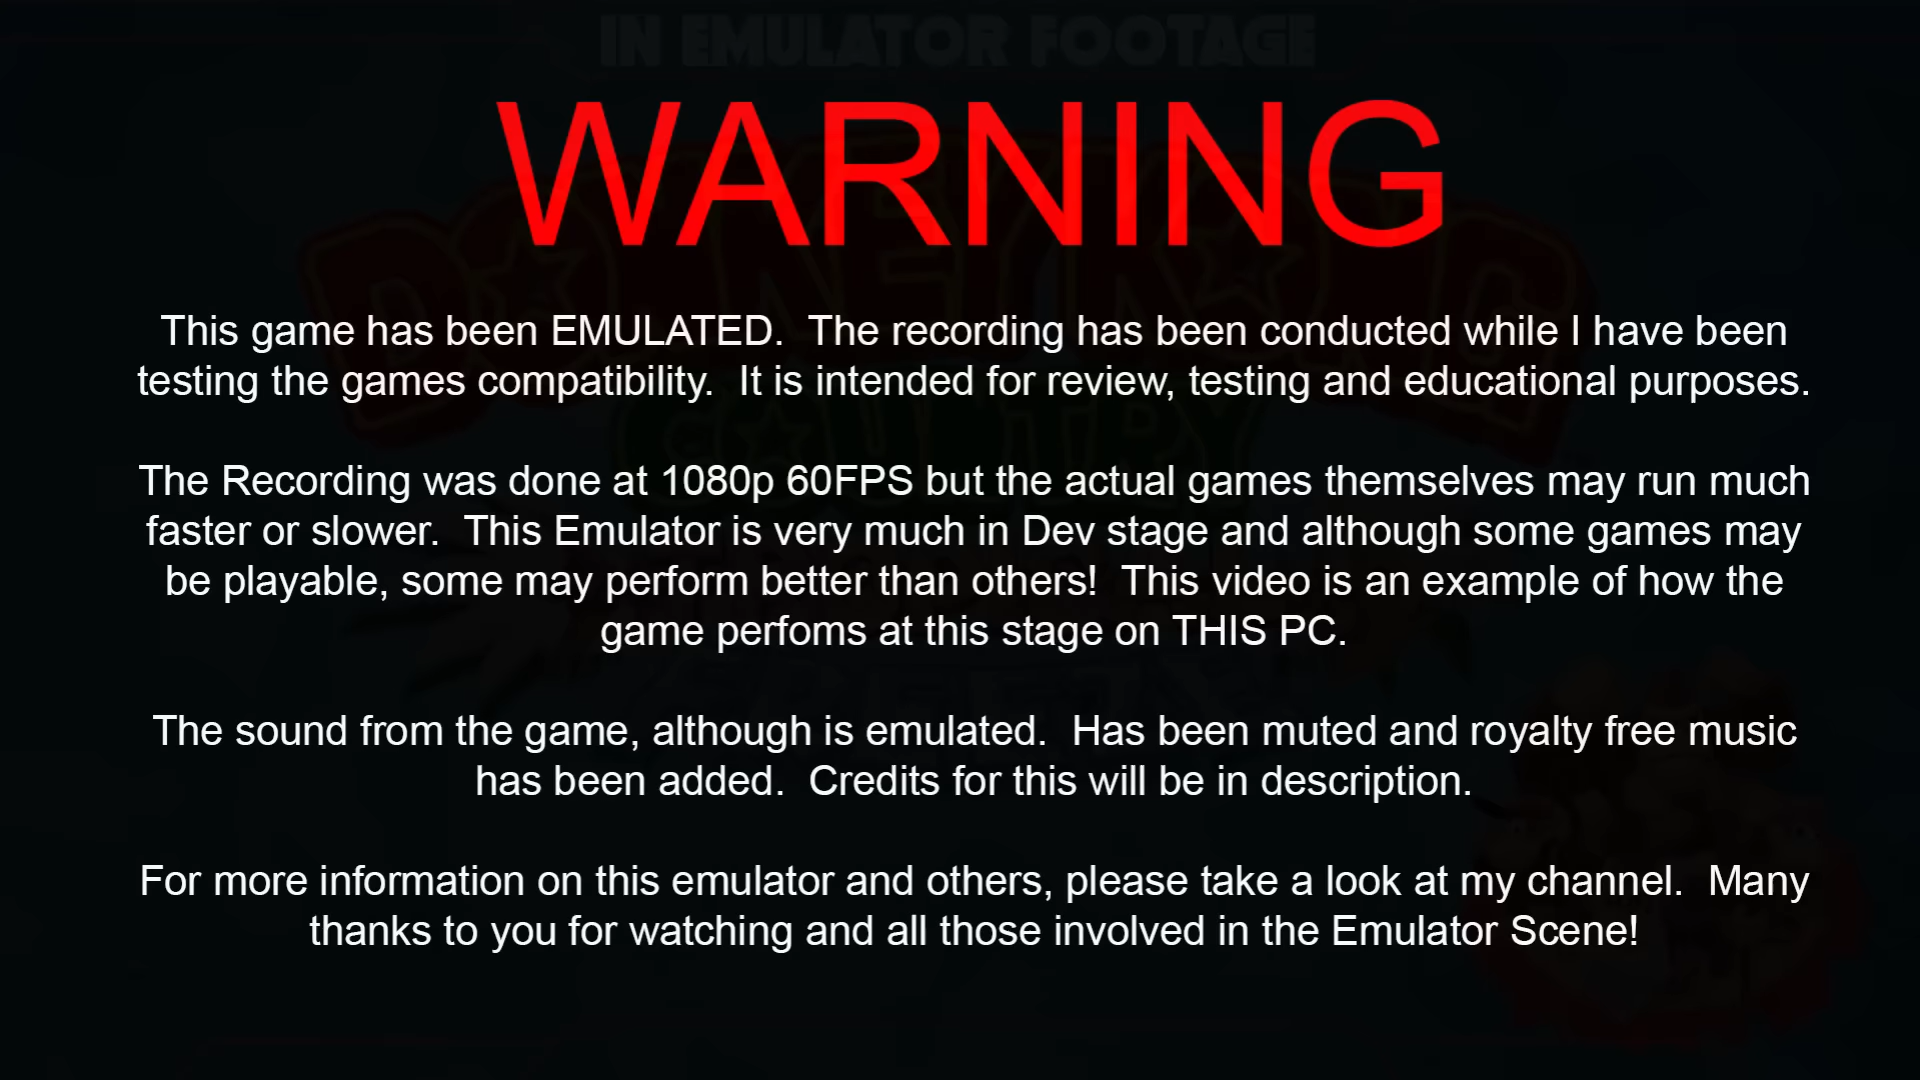 IN EMULATOR FOOTAGE
WARNING
This game has been EMULATED.  The recording has been conducted while I have been
testing the games compatibility.  It is intended for review, testing and educational purposes.
The Recording was done at 1080p 60FPS but the actual games themselves may run much
faster or slower.  This Emulator is very much in Dev stage and although some games may
be playable, some may perform better than others!  This video is an example of how the
game perfoms at this stage on THIS PC.
The sound from the game, although is emulated.  Has been muted and royalty free music
has been added.  Credits for this will be in description.
For more information on this emulator and others, please take a look at my channel.  Many
thanks to you for watching and all those involved in the Emulator Scene!